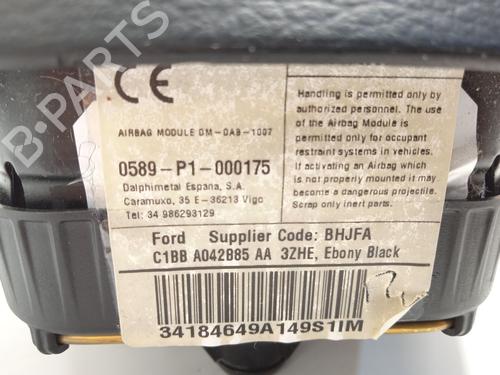 CE
AIRBAG MODULE DM-DAB-1007
0589-P1-000175
Dalphimetal Espana, S.A.
Caramuxo, 35 E-36213 Vigo
Tel: 34 986293129
Handling is permitted only by
authorized personnel. The use
of the Airbag Module is
permitted only for occupant
restraint systems in vehicles.
If activating an Airbag which
is not properly mounted it may
become a dangerous projectile.
Scrap only inert parts.
Ford Supplier Code: BHJFA
C1BB A042B85 AA 3ZHE, Ebony Black
34184649A149S1IM
B-PARTS